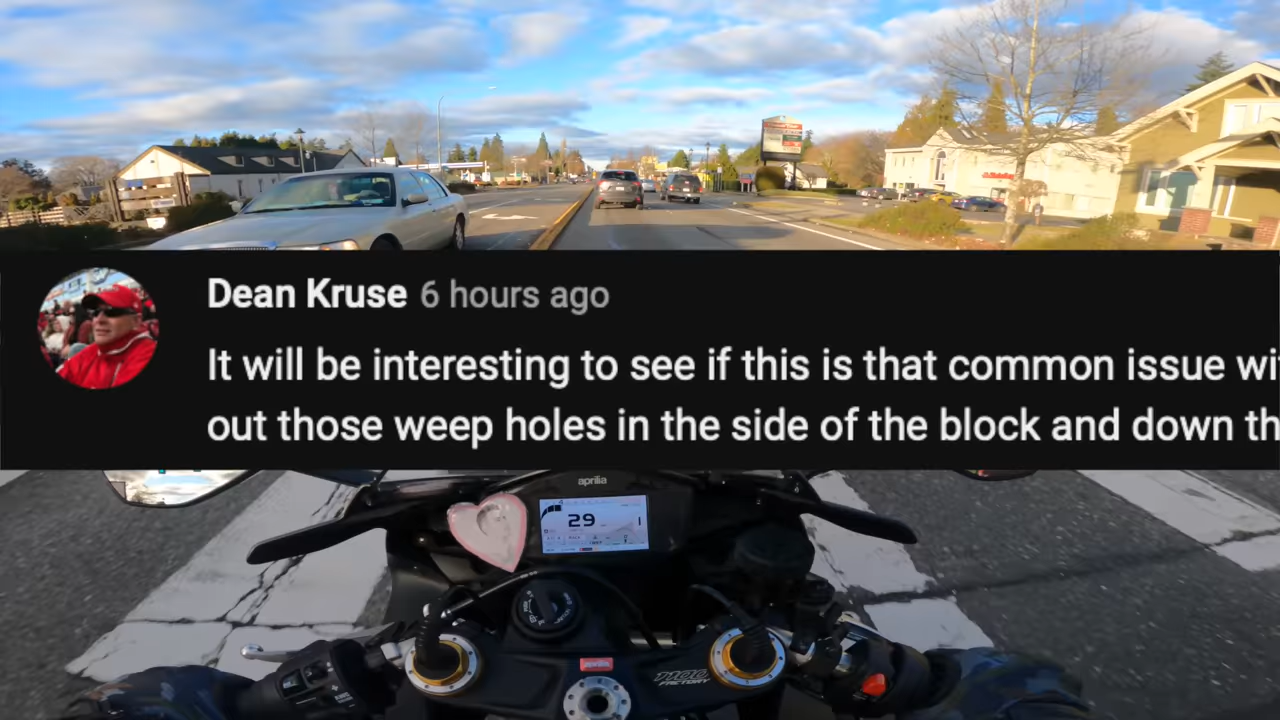 Dean Kruse 6 hours ago
It will be interesting to see if this is that common issue wi
out those weep holes in the side of the block and down th
aprilia
29
aprilia
1100
FACTORY